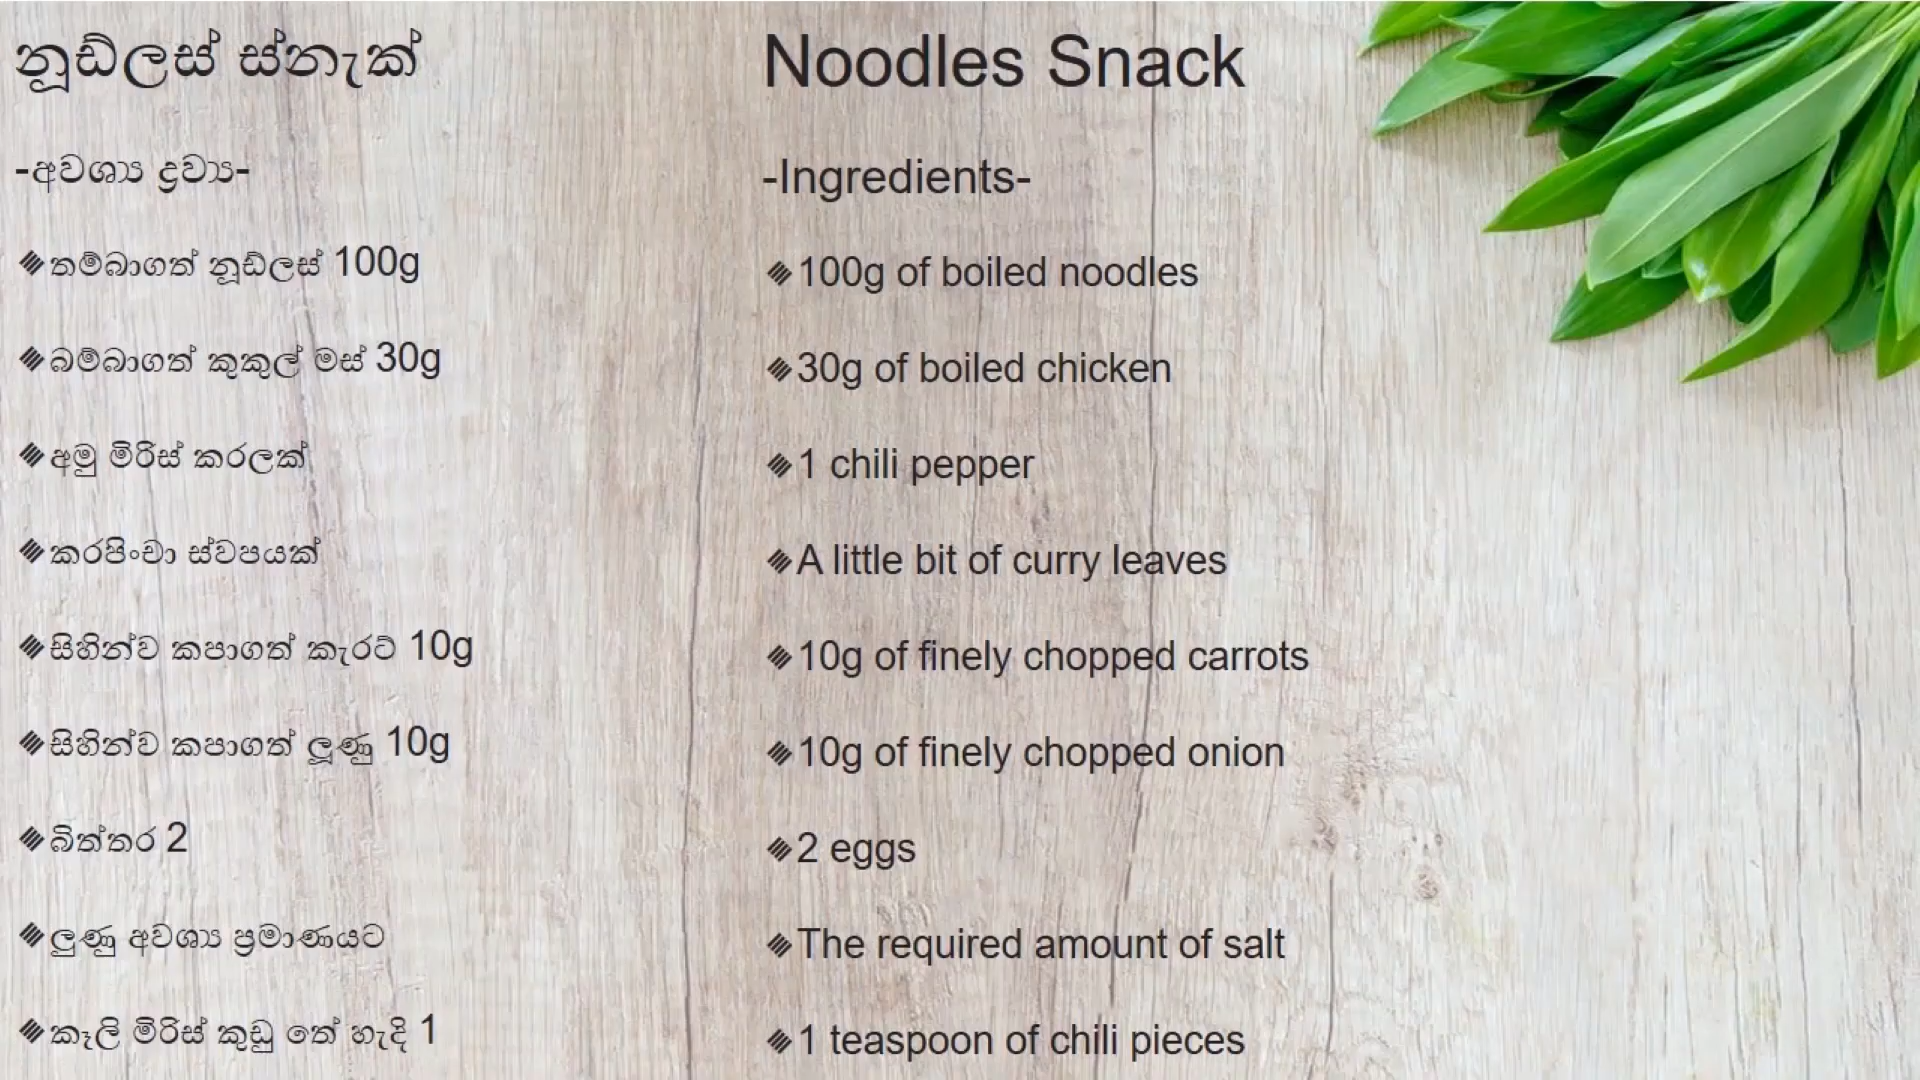 නූඩ්ලස් ස්නැක්
-අවශ්‍ය ද්‍රව්‍ය-
තම්බාගත් නූඩ්ලස් 100g
බම්බාගත් කුකුල් මස් 30g
අමු මිරිස් කරලක්
කරපිංචා ස්වපයක්
සිහින්ව කපාගත් කැරට් 10g
සිහින්ව කපාගත් ලූණු 10g
බිත්තර 2
ලුණු අවශ්‍ය ප්‍රමාණයට
කෑලි මිරිස් කුඩු තේ හැදි 1
Noodles Snack
-Ingredients-
100g of boiled noodles
30g of boiled chicken
1 chili pepper
A little bit of curry leaves
10g of finely chopped carrots
10g of finely chopped onion
2 eggs
The required amount of salt
1 teaspoon of chili pieces